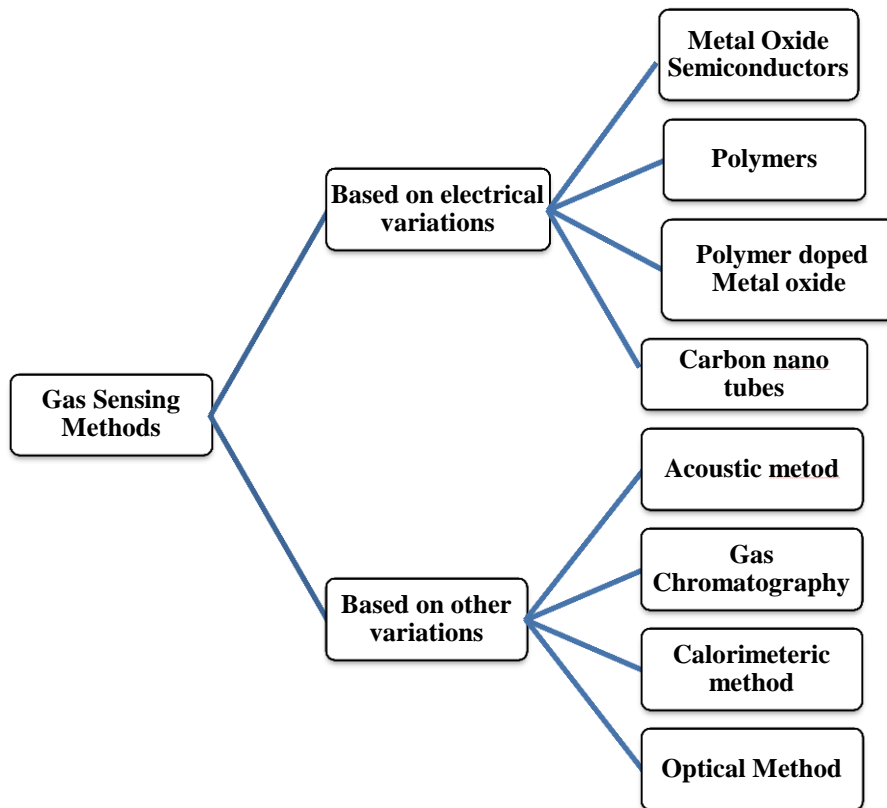 Gas Sensing
Methods
Based on electrical
variations
Metal Oxide
Semiconductors
Polymers
Polymer doped
Metal oxide
Carbon nano
tubes
Based on other
variations
Acoustic metod
Gas
Chromatography
Calorimeteric
method
Optical Method